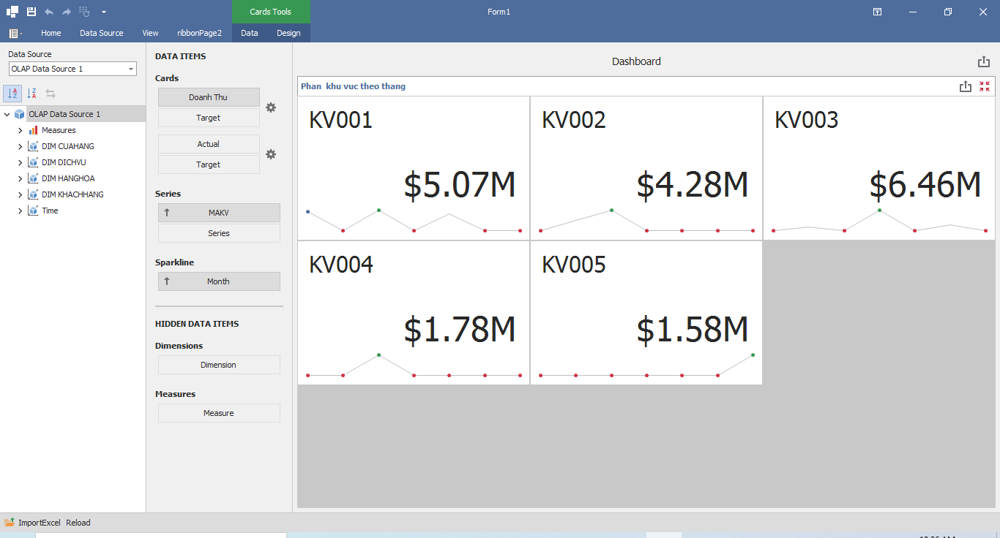 Cards Tools
Form1
Home
Data Source
View
ribbonPage2
Data
Design
Data Source
OLAP Data Source 1
OLAP Data Source 1
Measures
DIM CUAHANG
DIM DICHVU
DIM HANGHOA
DIM KHACHHANG
Time
DATA ITEMS
Cards
Doanh Thu
Target
Actual
Target
Series
MAKV
Series
Sparkline
Month
HIDDEN DATA ITEMS
Dimensions
Dimension
Measures
Measure
Dashboard
Phan khu vuc theo thang
KV001
$5.07M
KV002
$4.28M
KV003
$6.46M
KV004
$1.78M
KV005
$1.58M
ImportExcel
Reload